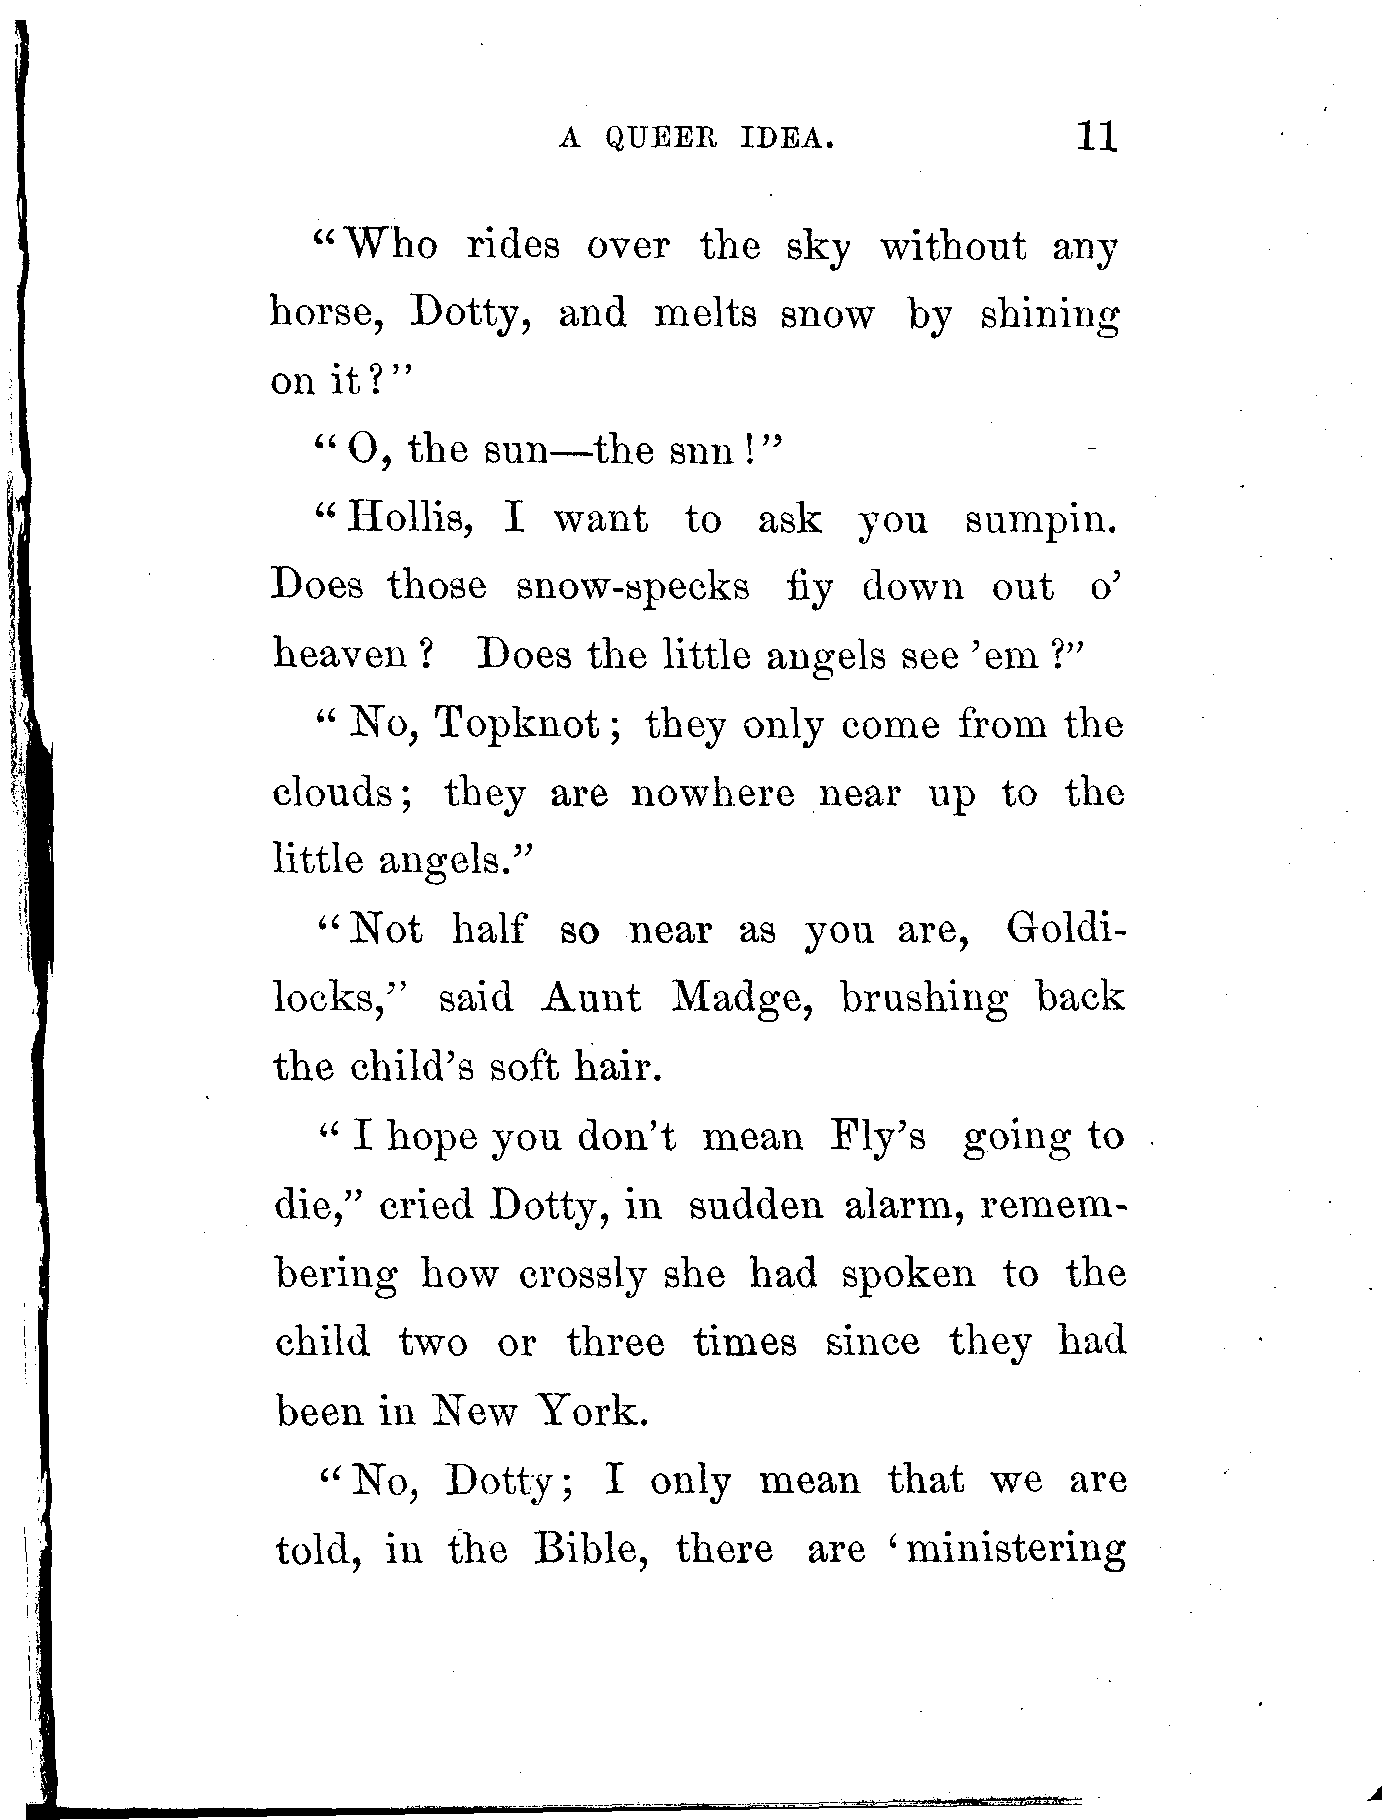 A QUEER IDEA. 11
“Who rides over the sky without any
horse, Dotty, and melts snow by shining
on it?”
“O, the sun—the snn!”
“Hollis, I want to ask you sumpin.
Does those snow-specks fiy down out o’
heaven? Does the little angels see ’em?”
“No, Topknot; they only come from the
clouds; they are nowhere near up to the
little angels.”
“Not half so near as you are, Goldi-
locks,” said Aunt Madge, brushing back
the child’s soft hair.
“I hope you don’t mean Fly’s going to
die,” cried Dotty, in sudden alarm, remem-
bering how crossly she had spoken to the
child two or three times since they had
been in New York.
“No, Dotty; I only mean that we are
told, in the Bible, there are ‘ministering